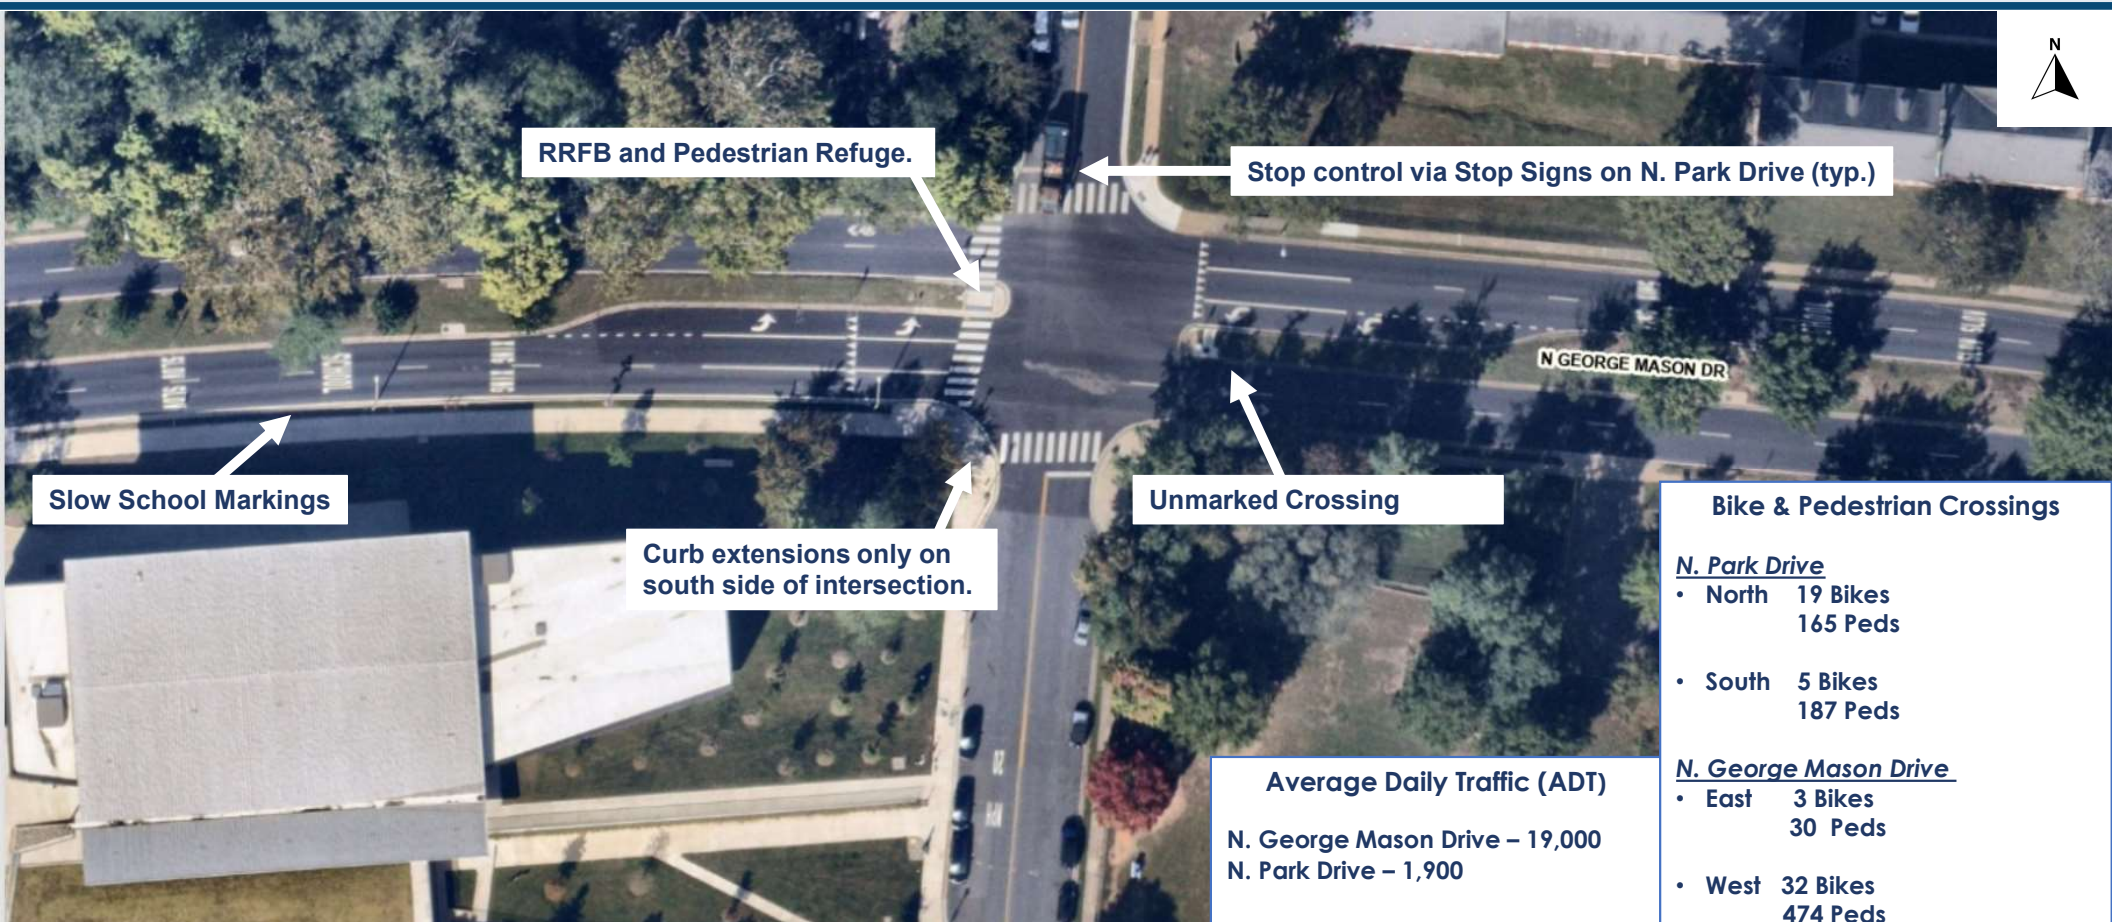 N
RRFB and Pedestrian Refuge.
Stop control via Stop Signs on N. Park Drive (typ.)
N GEORGE MASON DR
Slow School Markings
Unmarked Crossing
Curb extensions only on
south side of intersection.
Bike & Pedestrian Crossings
N. Park Drive
• North 19 Bikes
165 Peds
• South 5 Bikes
187 Peds
N. George Mason Drive
• East 3 Bikes
30 Peds
• West 32 Bikes
474 Peds
Average Daily Traffic (ADT)
N. George Mason Drive – 19,000
N. Park Drive – 1,900